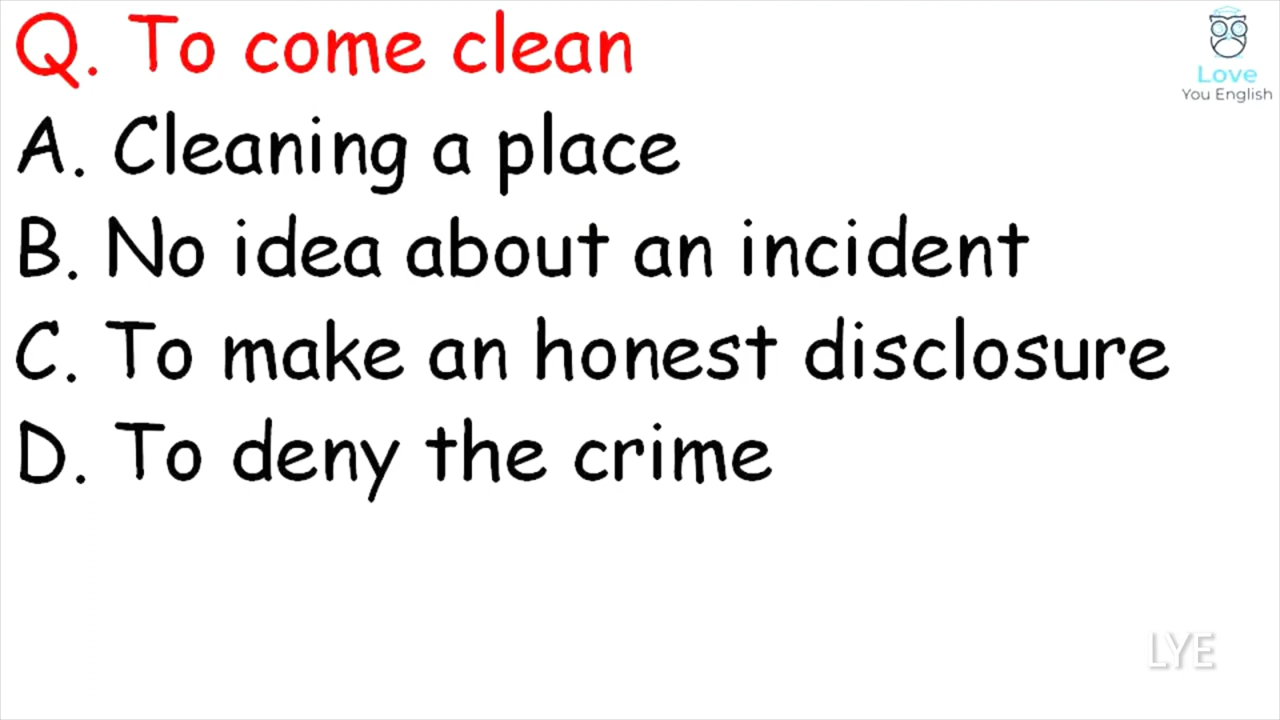 Q. To come clean
Love
You English
A. Cleaning a place
B. No idea about an incident
C. To make an honest disclosure
D. To deny the crime
LYE